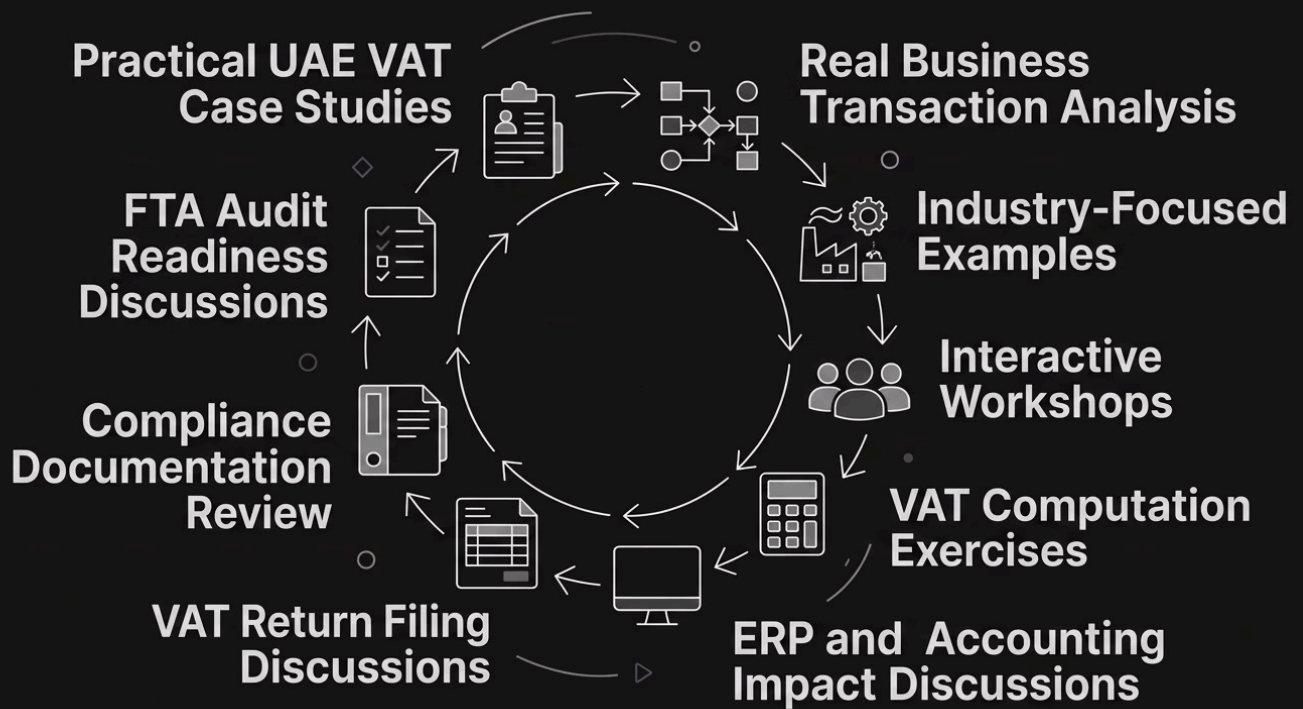 Practical UAE VAT
Case Studies
Real Business
Transaction Analysis
Industry-Focused
Examples
Interactive
Workshops
VAT Computation
Exercises
ERP and  Accounting
Impact Discussions
VAT Return Filing
Discussions
Compliance
Documentation
Review
FTA Audit
Readiness
Discussions